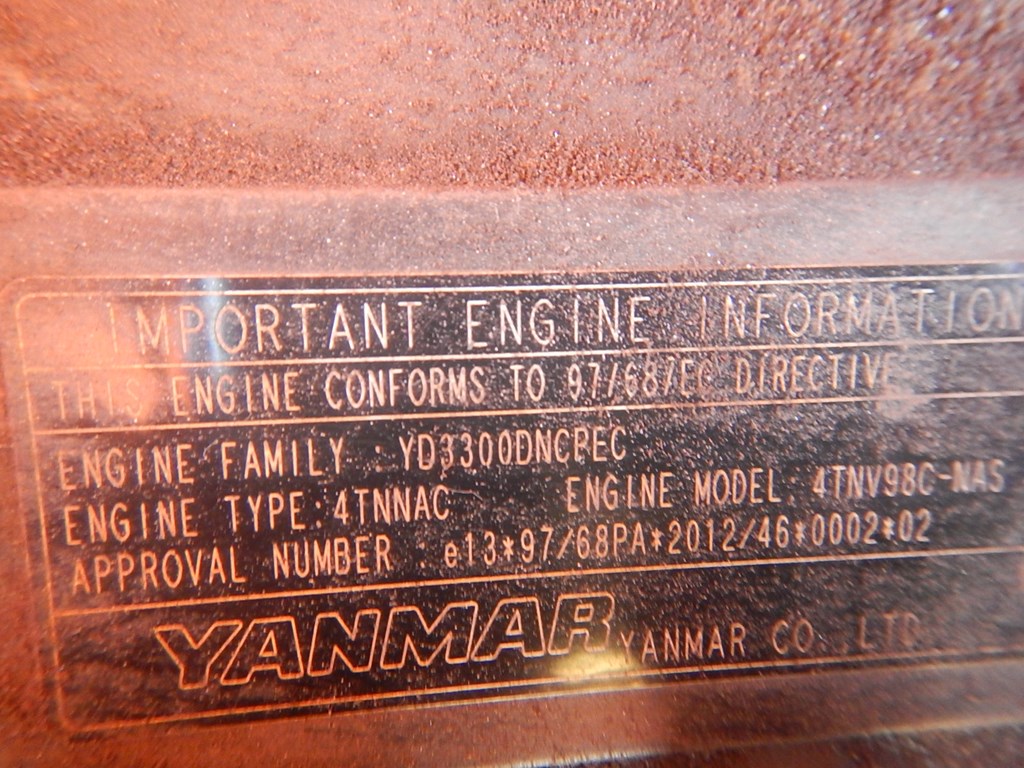 IMPORTANT ENGINE INFORMATION
THIS ENGINE CONFORMS TO 97/68/EC DIRECTIVE
ENGINE FAMILY : YD3300DNCPEC
ENGINE TYPE:4TNNAC ENGINE MODEL: 4TNV98C-NAS
APPROVAL NUMBER : e13*97/68PA*2012/46*0002*02
YANMAR YANMAR CO., LTD.